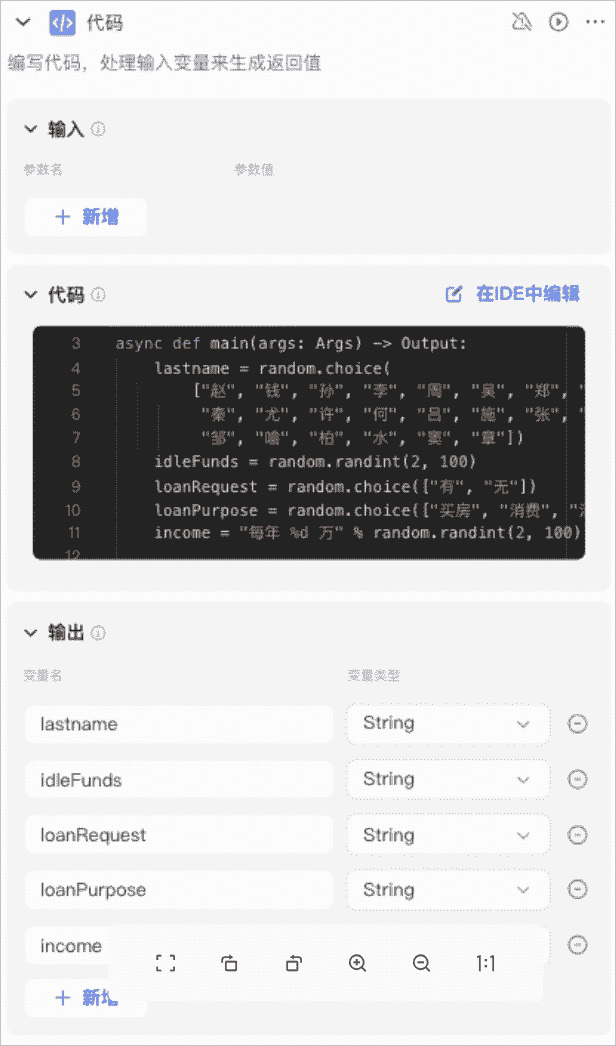 代码
编写代码，处理输入变量来生成返回值
输入
参数名 参数值
+ 新增
代码 在IDE中编辑
3 async def main(args: Args) -> Output:
4 lastname = random.choice(
5 ["赵", "钱", "孙", "李", "周", "吴", "郑", "
6 "秦", "尤", "许", "何", "吕", "施", "张", "
7 "邹", "喻", "柏", "水", "窦", "章"])
8 idleFunds = random.randint(2, 100)
9 loanRequest = random.choice(["有", "无"])
10 loanPurpose = random.choice(["买房", "消费", "
11 income = "每年 %d 万" % random.randint(2, 100)
12
输出
变量名 变量类型
lastname String
idleFunds String
loanRequest String
loanPurpose String
income
1:1
+ 新增